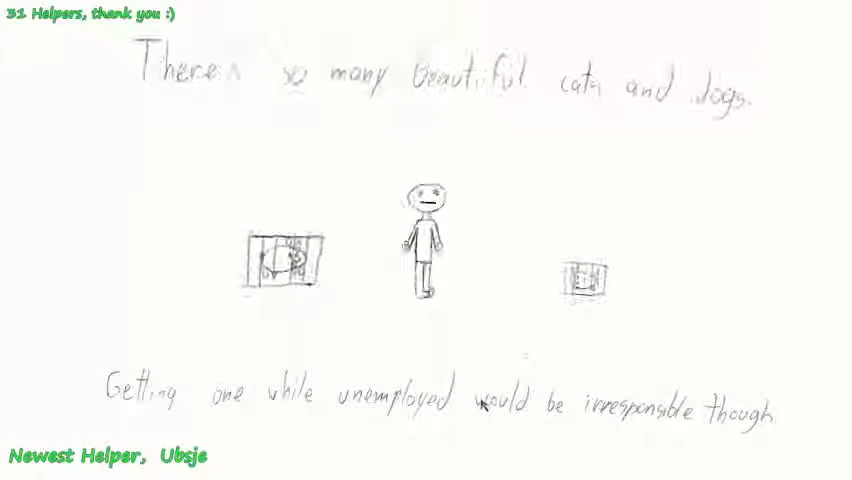 31 Helpers, thank you :)
There's so many beautiful cats and dogs.
Getting one while unemployed would be irresponsible though
Newest Helper, Ubsje